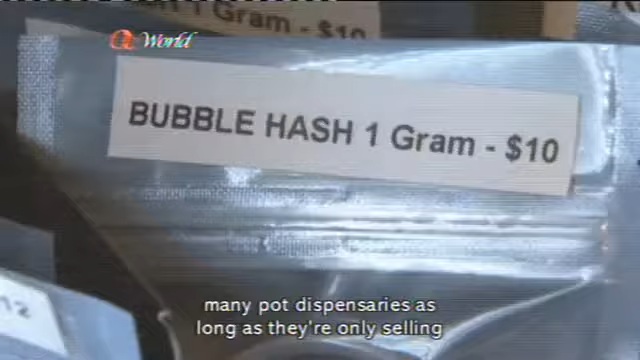 1 Gram - $10
a World
BUBBLE HASH 1 Gram - $10
12
many pot dispensaries as
long as they're only selling